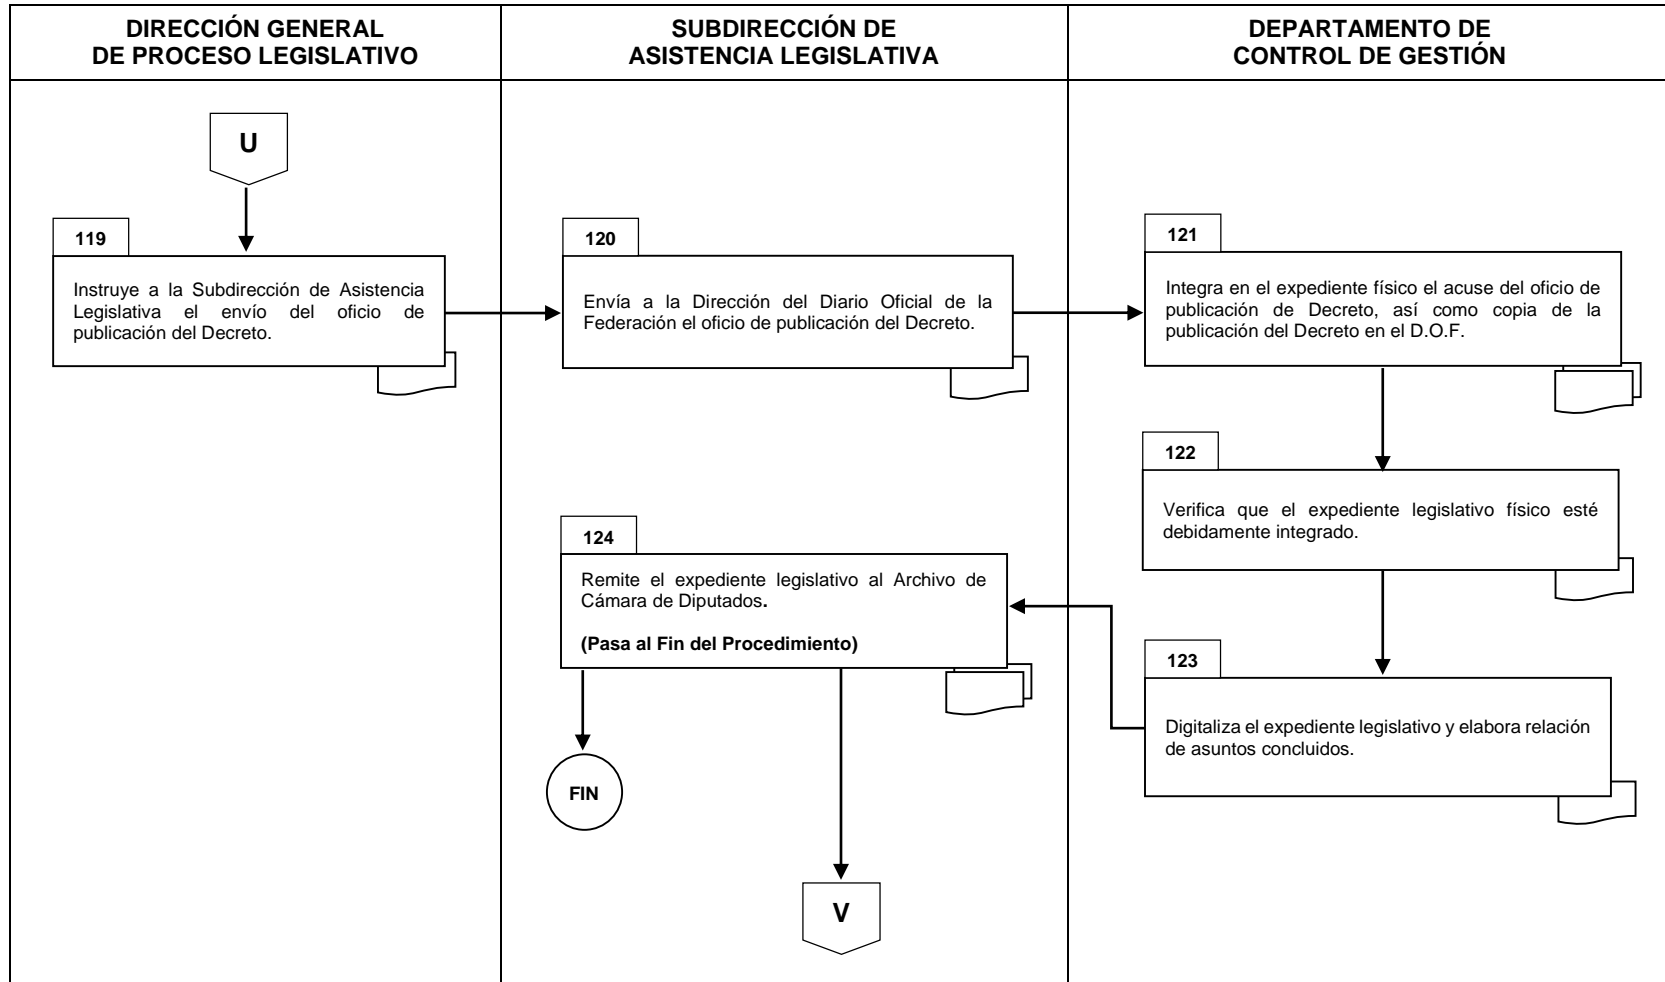 DIRECCIÓN GENERAL
DE PROCESO LEGISLATIVO
SUBDIRECCIÓN DE
ASISTENCIA LEGISLATIVA
DEPARTAMENTO DE
CONTROL DE GESTIÓN
U
119
Instruye a la Subdirección de Asistencia
Legislativa el envío del oficio de
publicación del Decreto.
120
Envía a la Dirección del Diario Oficial de la
Federación el oficio de publicación del Decreto.
121
Integra en el expediente físico el acuse del oficio de
publicación de Decreto, así como copia de la
publicación del Decreto en el D.O.F.
122
Verifica que el expediente legislativo físico esté
debidamente integrado.
123
Digitaliza el expediente legislativo y elabora relación
de asuntos concluidos.
124
Remite el expediente legislativo al Archivo de
Cámara de Diputados.
(Pasa al Fin del Procedimiento)
FIN
V